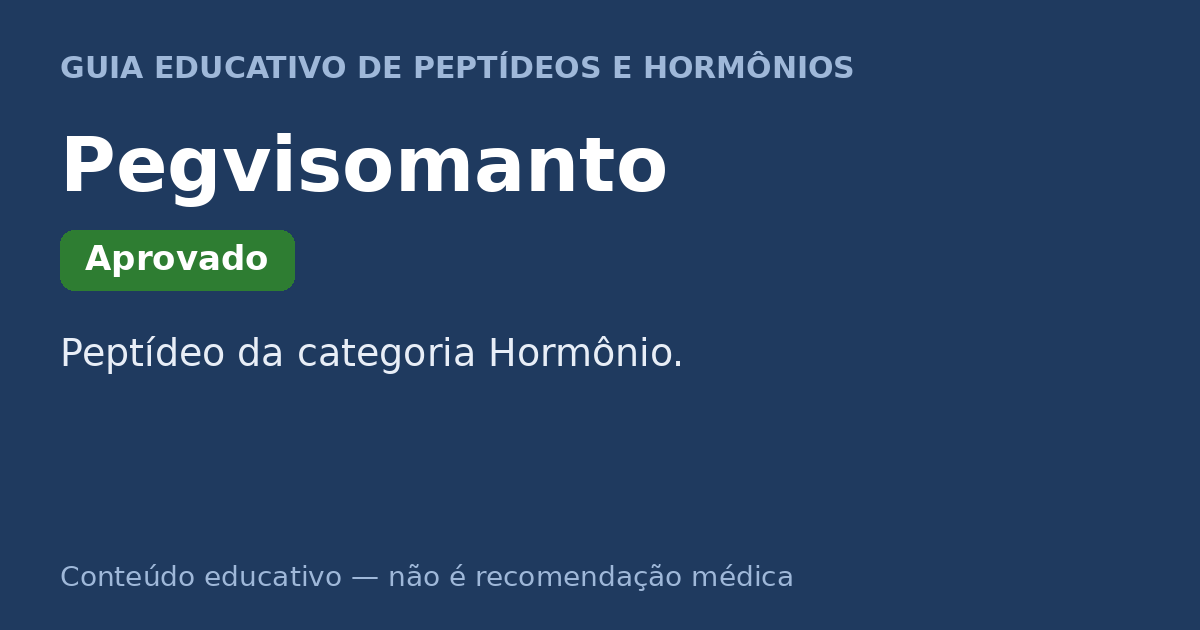 GUIA EDUCATIVO DE PEPTÍDEOS E HORMÔNIOS
Pegvisomanto
Aprovado
Peptídeo da categoria Hormônio.
Conteúdo educativo — não é recomendação médica